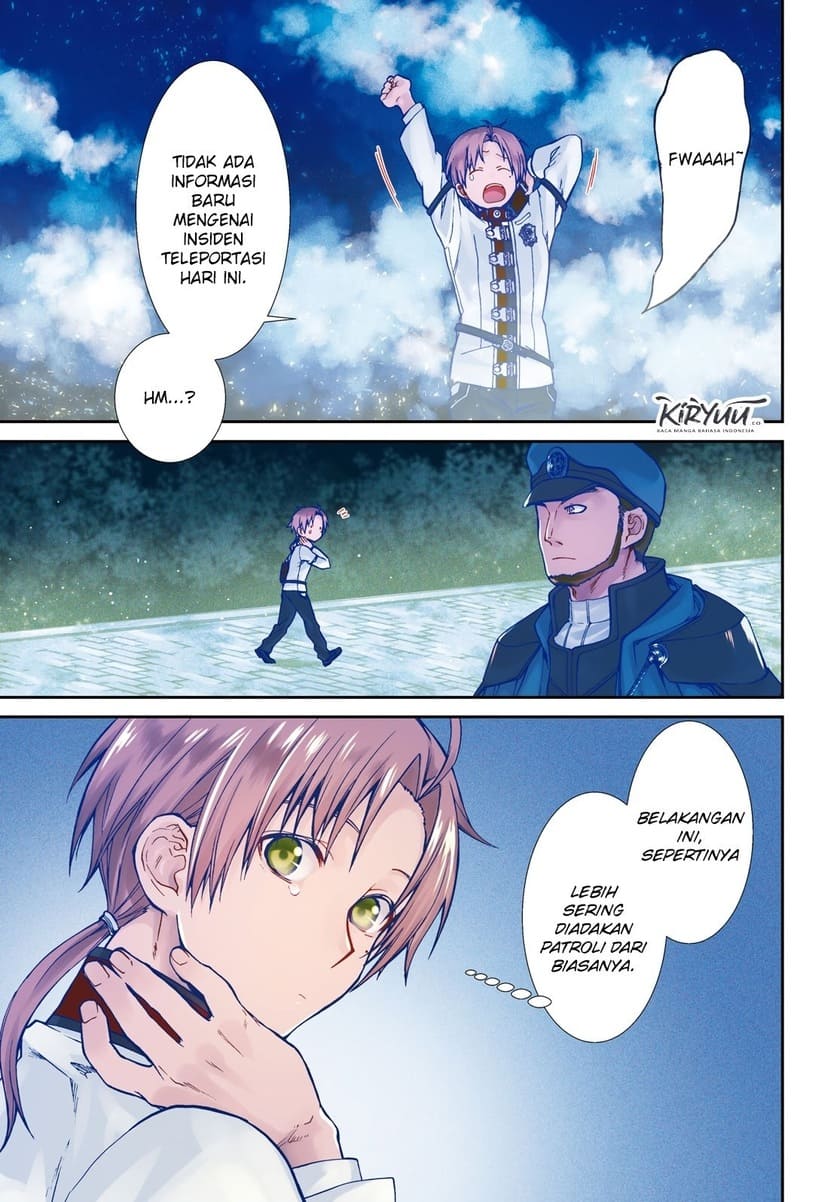 FWAAAH~
TIDAK ADA
INFORMASI
BARU
MENGENAI
INSIDEN
TELEPORTASI
HARI INI.
HM...?
KIRYUU.CO
BACA MANGA BAHASA INDONESIA
BELAKANGAN
INI,
SEPERTINYA
LEBIH
SERING
DIADAKAN
PATROLI DARI
BIASANYA.